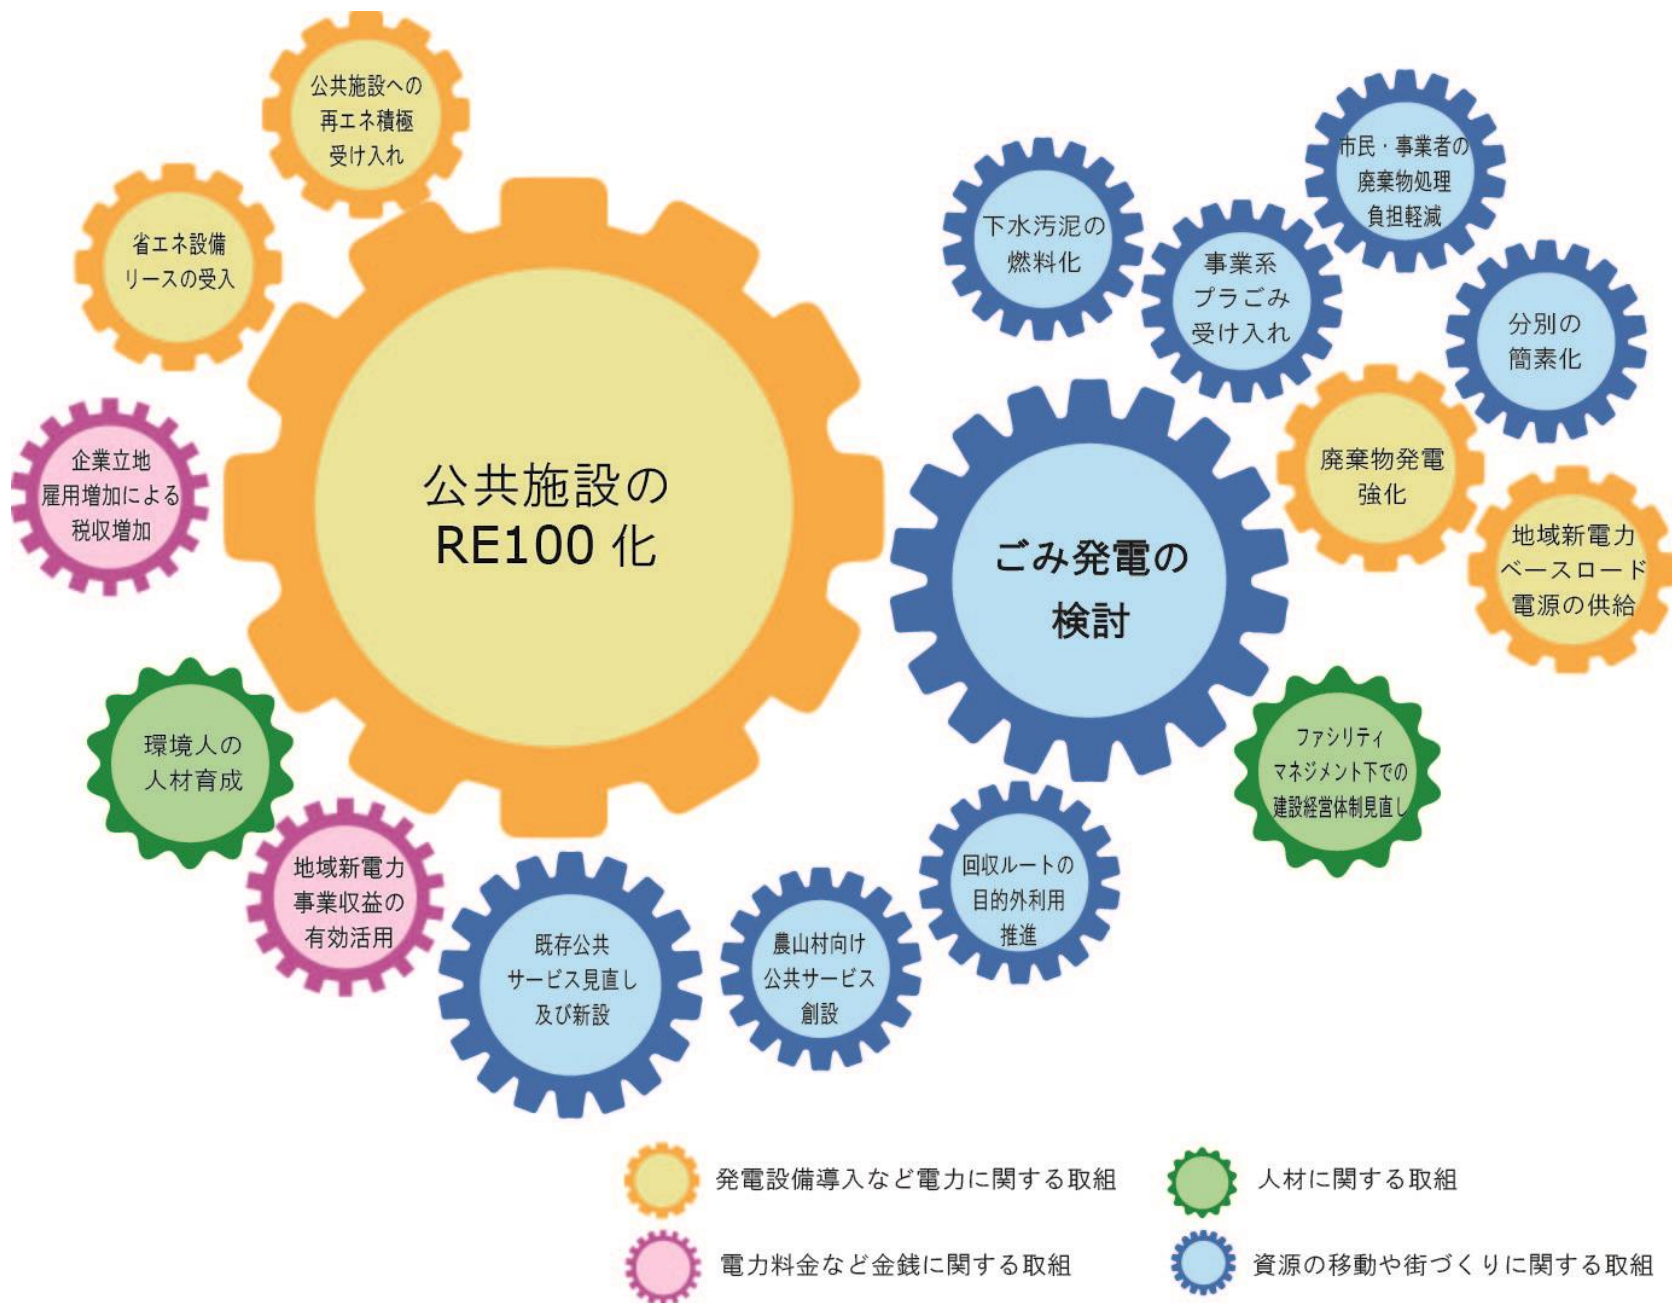 公共施設への
再エネ積極
受け入れ
省エネ設備
リースの受入
企業立地
雇用増加による
税収増加
環境人の
人材育成
地域新電力
事業収益の
有効活用
公共施設の
RE100 化
既存公共
サービス見直し
及び新設
農山村向け
公共サービス
創設
回収ルートの
目的外利用
推進
ごみ発電の
検討
下水汚泥の
燃料化
事業系
プラごみ
受け入れ
市民・事業者の
廃棄物処理
負担軽減
分別の
簡素化
廃棄物発電
強化
地域新電力
ベースロード
電源の供給
ファシリティ
マネジメント下での
建設経営体制見直し
発電設備導入など電力に関する取組
人材に関する取組
電力料金など金銭に関する取組
資源の移動や街づくりに関する取組